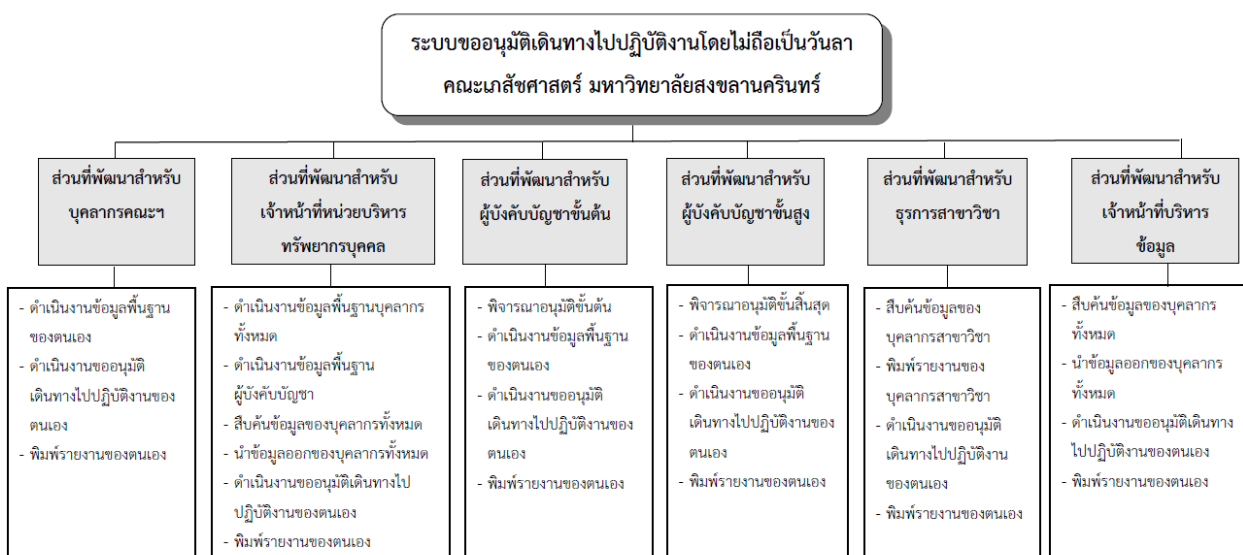 ระบบขออนุมัติเดินทางไปปฏิบัติงานโดยไม่ถือเป็นวันลา
คณะเภสัชศาสตร์ มหาวิทยาลัยสงขลานครินทร์
ส่วนที่พัฒนาสำหรับ
บุคลากรคณะฯ
- ดำเนินงานข้อมูลพื้นฐาน
ของตนเอง
- ดำเนินงานขออนุมัติ
เดินทางไปปฏิบัติงานของ
ตนเอง
- พิมพ์รายงานของตนเอง
ส่วนที่พัฒนาสำหรับ
เจ้าหน้าที่หน่วยบริหาร
ทรัพยากรบุคคล
- ดำเนินงานข้อมูลพื้นฐานบุคลากร
ทั้งหมด
- ดำเนินงานข้อมูลพื้นฐาน
ผู้บังคับบัญชา
- สืบค้นข้อมูลของบุคลากรทั้งหมด
- นำข้อมูลออกของบุคลากรทั้งหมด
- ดำเนินงานขออนุมัติเดินทางไป
ปฏิบัติงานของตนเอง
- พิมพ์รายงานของตนเอง
ส่วนที่พัฒนาสำหรับ
ผู้บังคับบัญชาขั้นต้น
- พิจารณาอนุมัติขั้นต้น
- ดำเนินงานข้อมูลพื้นฐาน
ของตนเอง
- ดำเนินงานขออนุมัติ
เดินทางไปปฏิบัติงานของ
ตนเอง
- พิมพ์รายงานของตนเอง
ส่วนที่พัฒนาสำหรับ
ผู้บังคับบัญชาขั้นสูง
- พิจารณาอนุมัติขั้นสิ้นสุด
- ดำเนินงานข้อมูลพื้นฐาน
ของตนเอง
- ดำเนินงานขออนุมัติ
เดินทางไปปฏิบัติงานของ
ตนเอง
- พิมพ์รายงานของตนเอง
ส่วนที่พัฒนาสำหรับ
ธุรการสาขาวิชา
- สืบค้นข้อมูลของ
บุคลากรสาขาวิชา
- พิมพ์รายงานของ
บุคลากรสาขาวิชา
- ดำเนินงานขออนุมัติ
เดินทางไปปฏิบัติงาน
ของตนเอง
- พิมพ์รายงานของตนเอง
ส่วนที่พัฒนาสำหรับ
เจ้าหน้าที่บริหาร
ข้อมูล
- สืบค้นข้อมูลของบุคลากร
ทั้งหมด
- นำข้อมูลออกของบุคลากร
ทั้งหมด
- ดำเนินงานขออนุมัติเดินทาง
ไปปฏิบัติงานของตนเอง
- พิมพ์รายงานของตนเอง